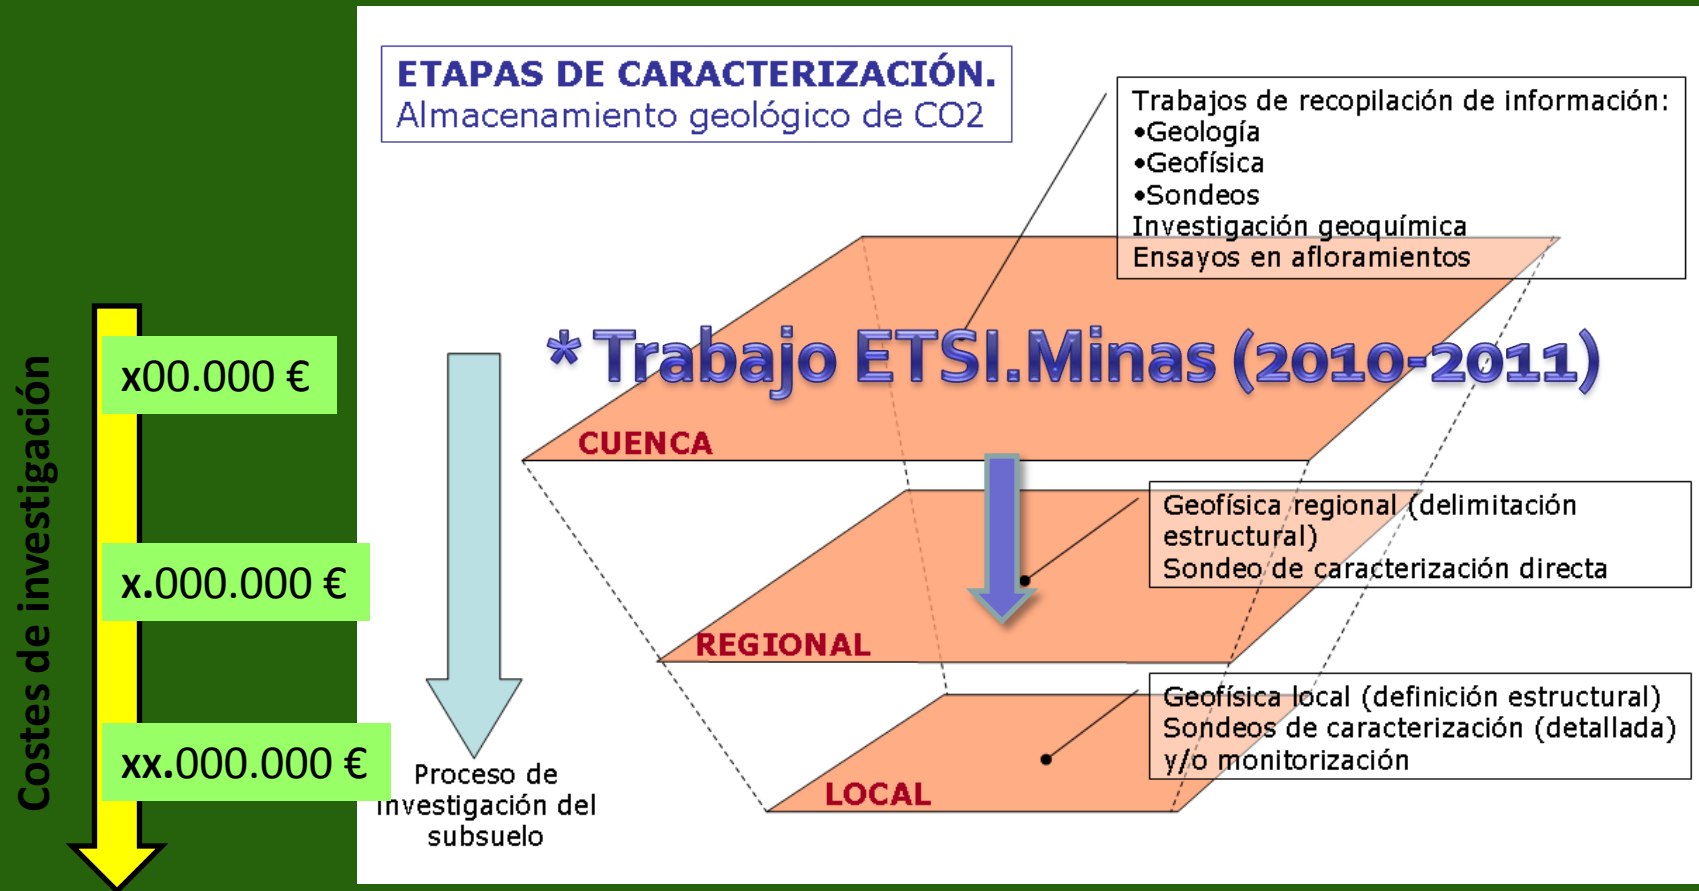 ETAPAS DE CARACTERIZACIÓN.
Almacenamiento geológico de CO2
Trabajos de recopilación de información:
•Geología
•Geofísica
•Sondeos
Investigación geoquímica
Ensayos en afloramientos
* Trabajo ETSI.Minas (2010-2011)
CUENCA
Geofísica regional (delimitación
estructural)
Sondeo de caracterización directa
REGIONAL
Geofísica local (definición estructural)
Sondeos de caracterización (detallada)
y/o monitorización
LOCAL
Costes de investigación
x00.000 €
x.000.000 €
xx.000.000 €
Proceso de
investigación del
subsuelo